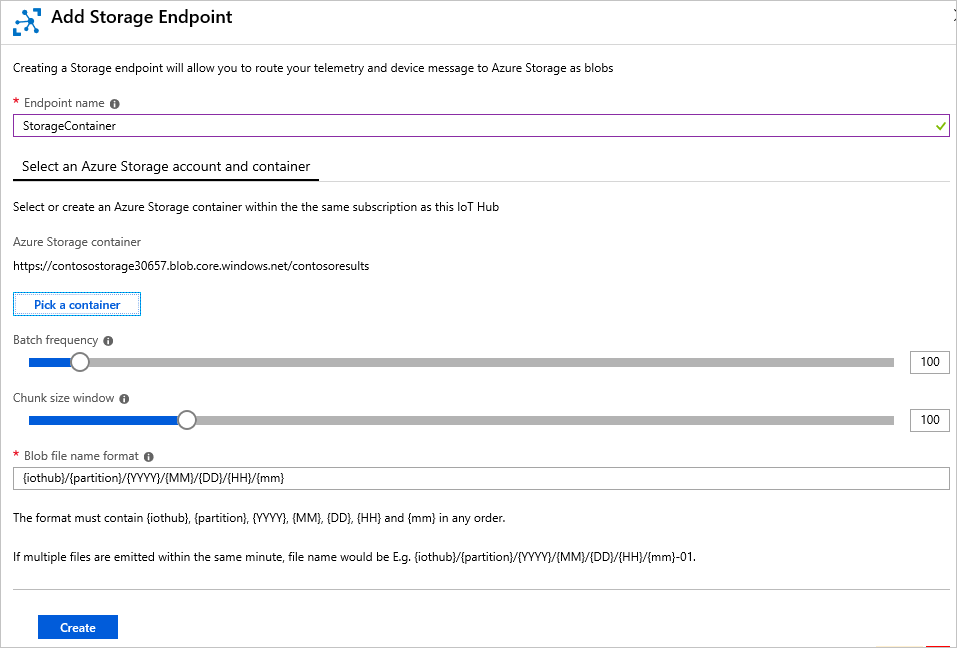 Add Storage Endpoint
Creating a Storage endpoint will allow you to route your telemetry and device message to Azure Storage as blobs
* Endpoint name
StorageContainer
Select an Azure Storage account and container
Select or create an Azure Storage container within the the same subscription as this IoT Hub
Azure Storage container
https://contosostorage30657.blob.core.windows.net/contosoresults
Pick a container
Batch frequency
100
Chunk size window
100
* Blob file name format
{iothub}/{partition}/{YYYY}/{MM}/{DD}/{HH}/{mm}
The format must contain {iothub}, {partition}, {YYYY}, {MM}, {DD}, {HH} and {mm} in any order.
If multiple files are emitted within the same minute, file name would be E.g. {iothub}/{partition}/{YYYY}/{MM}/{DD}/{HH}/{mm}-01.
Create